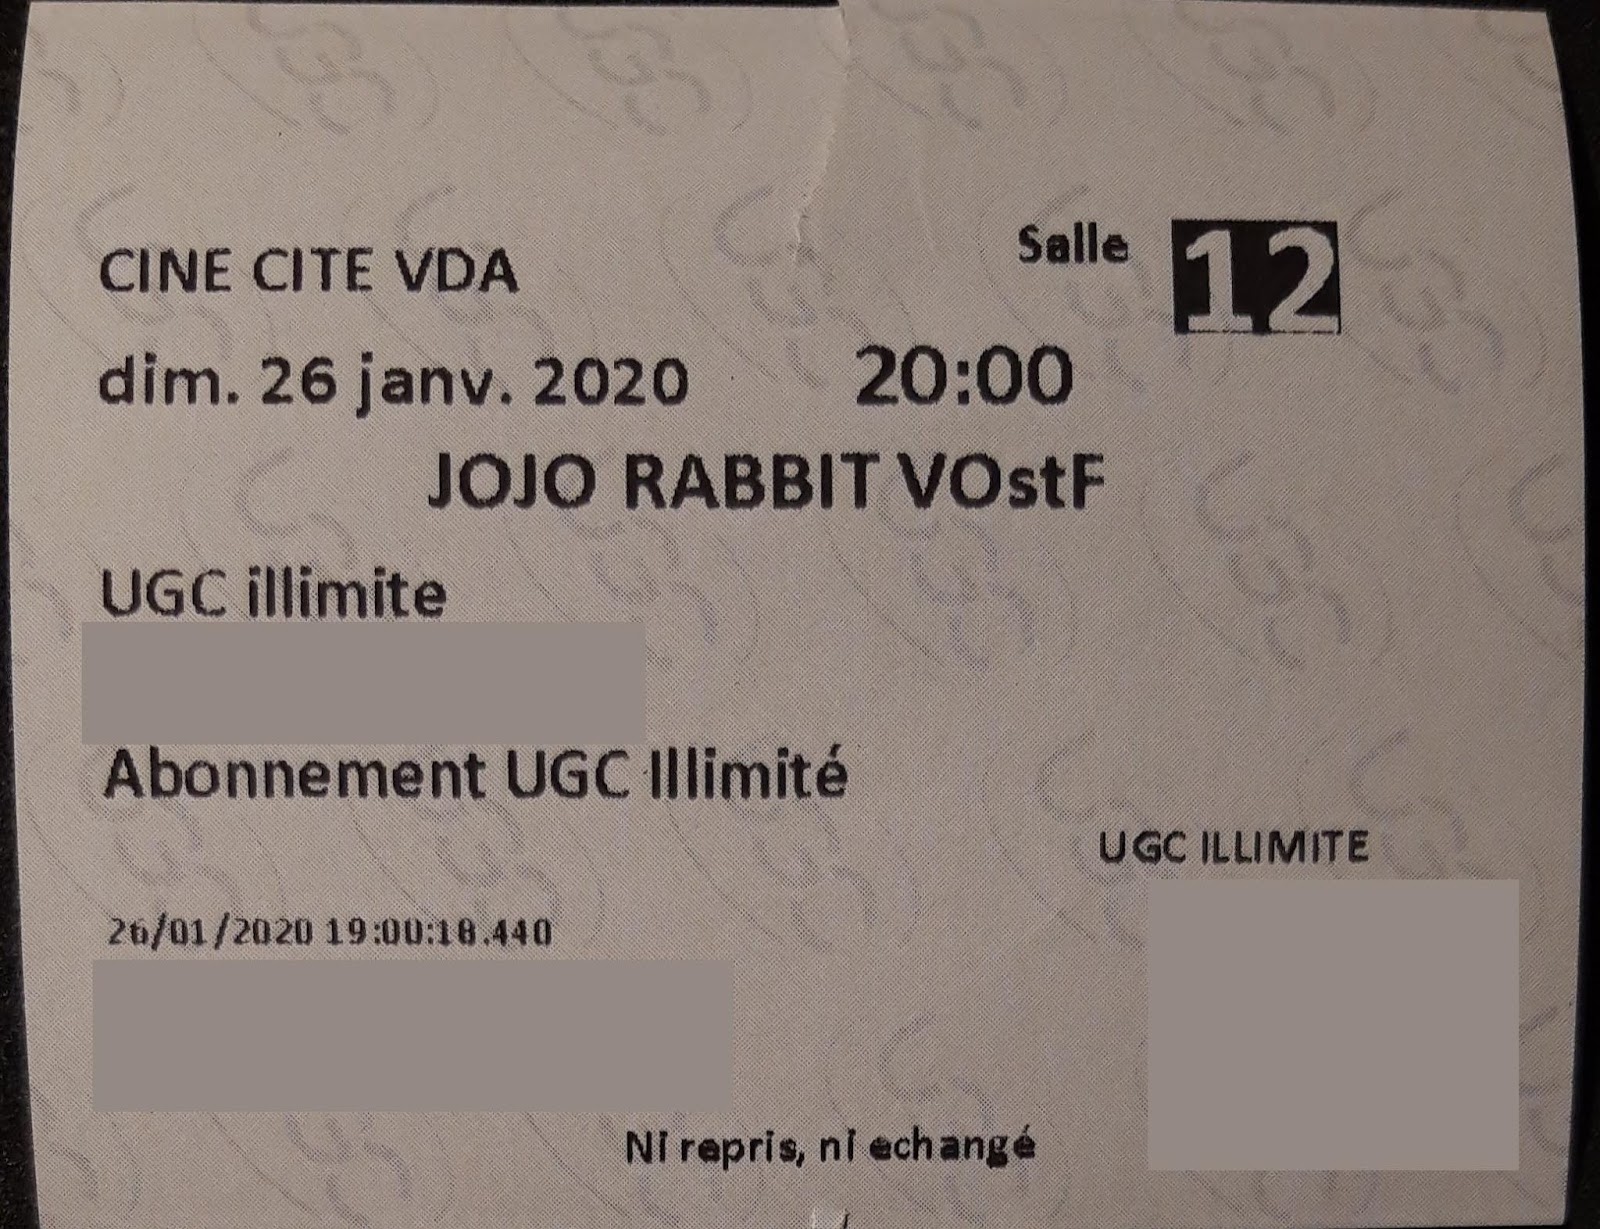 Salle 12
CINE CITE VDA
dim. 26 janv. 2020 20:00
JOJO RABBIT VOstF
UGC illimite
Abonnement UGC Illimité
UGC ILLIMITE
26/01/2020 19:00:18.440
Ni repris, ni echangé